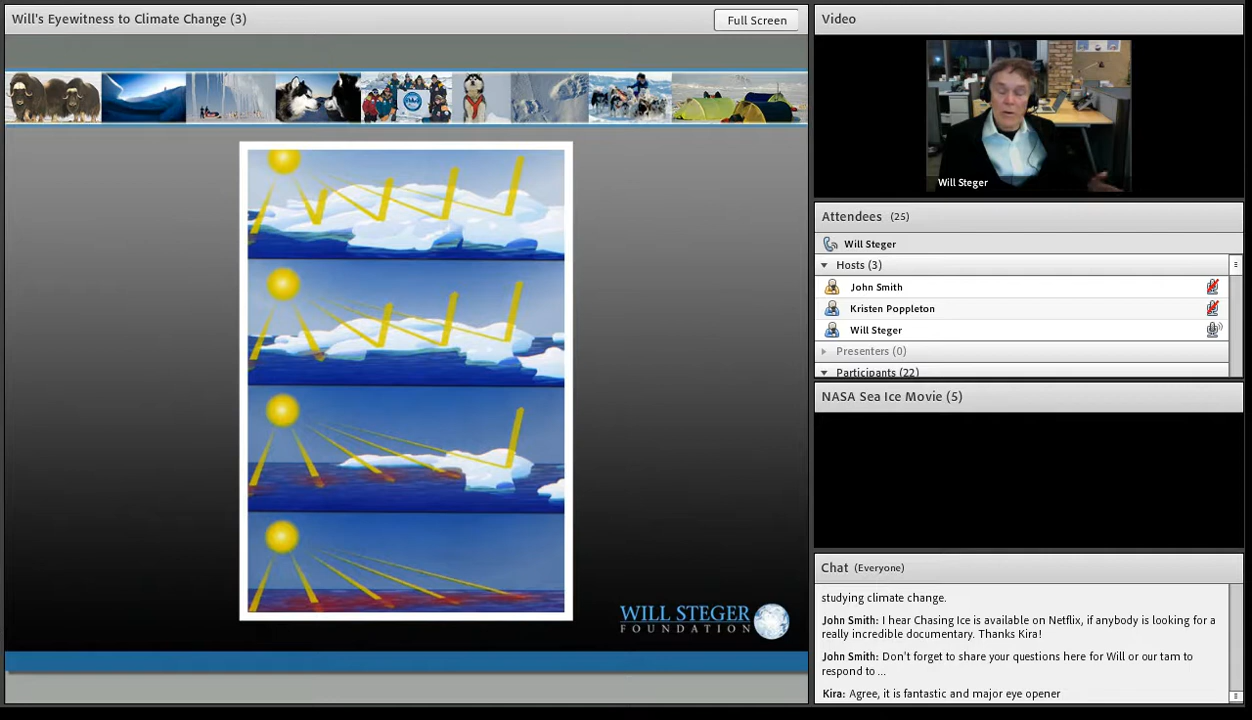 Will's Eyewitness to Climate Change (3)
Full Screen
WILL STEGER
FOUNDATION
Video
Will Steger
Attendees (25)
Will Steger
Hosts (3)
John Smith
Kristen Poppleton
Will Steger
Presenters (0)
Participants (22)
NASA Sea Ice Movie (5)
Chat (Everyone)
studying climate change.
John Smith: I hear Chasing Ice is available on Netflix, if anybody is looking for a
really incredible documentary. Thanks Kira!
John Smith: Don't forget to share your questions here for Will or our tam to
respond to ...
Kira: Agree, it is fantastic and major eye opener